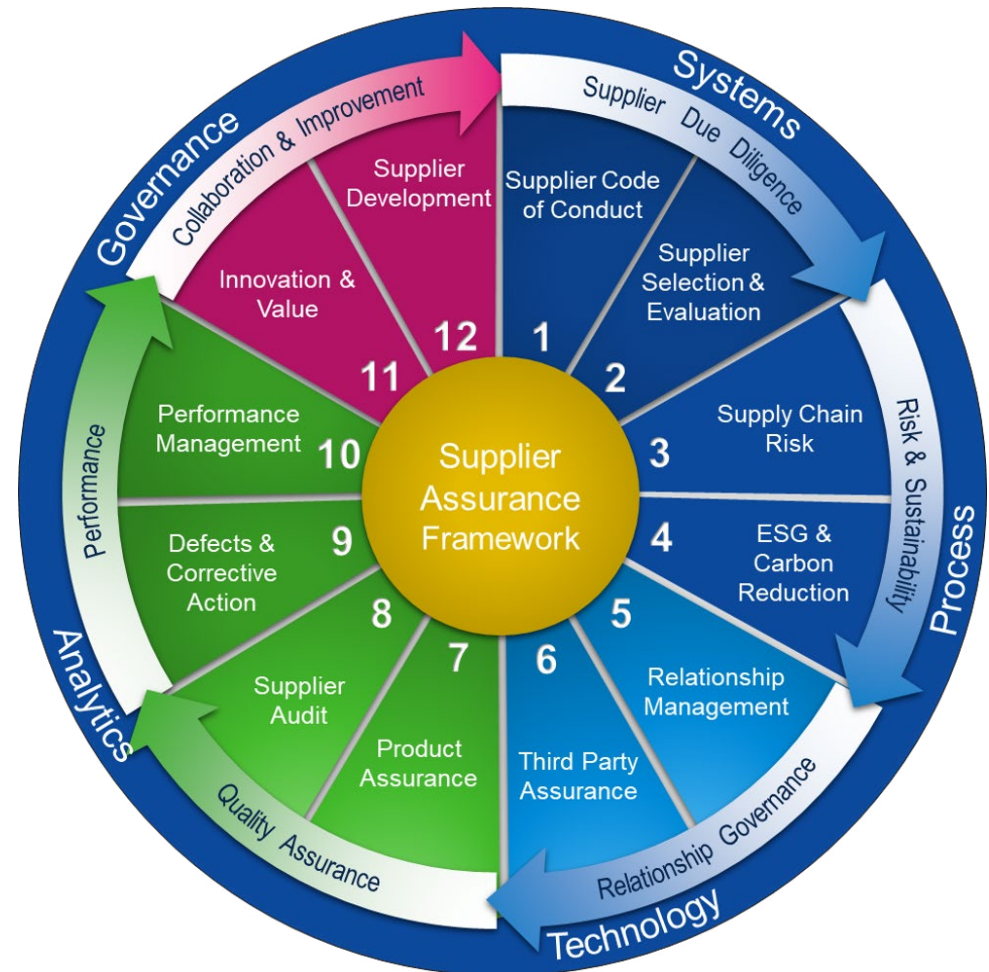 Systems
Process
Technology
Analytics
Governance
Supplier Due Diligence
Risk & Sustainability
Relationship Governance
Quality Assurance
Performance
Collaboration & Improvement
Supplier Code
of Conduct
1
Supplier
Selection &
Evaluation
2
Supply Chain
Risk
3
ESG &
Carbon
Reduction
4
Relationship
Management
5
Third Party
Assurance
6
Product
Assurance
7
Supplier
Audit
8
Defects &
Corrective
Action
9
Performance
Management
10
Innovation &
Value
11
Supplier
Development
12
Supplier
Assurance
Framework